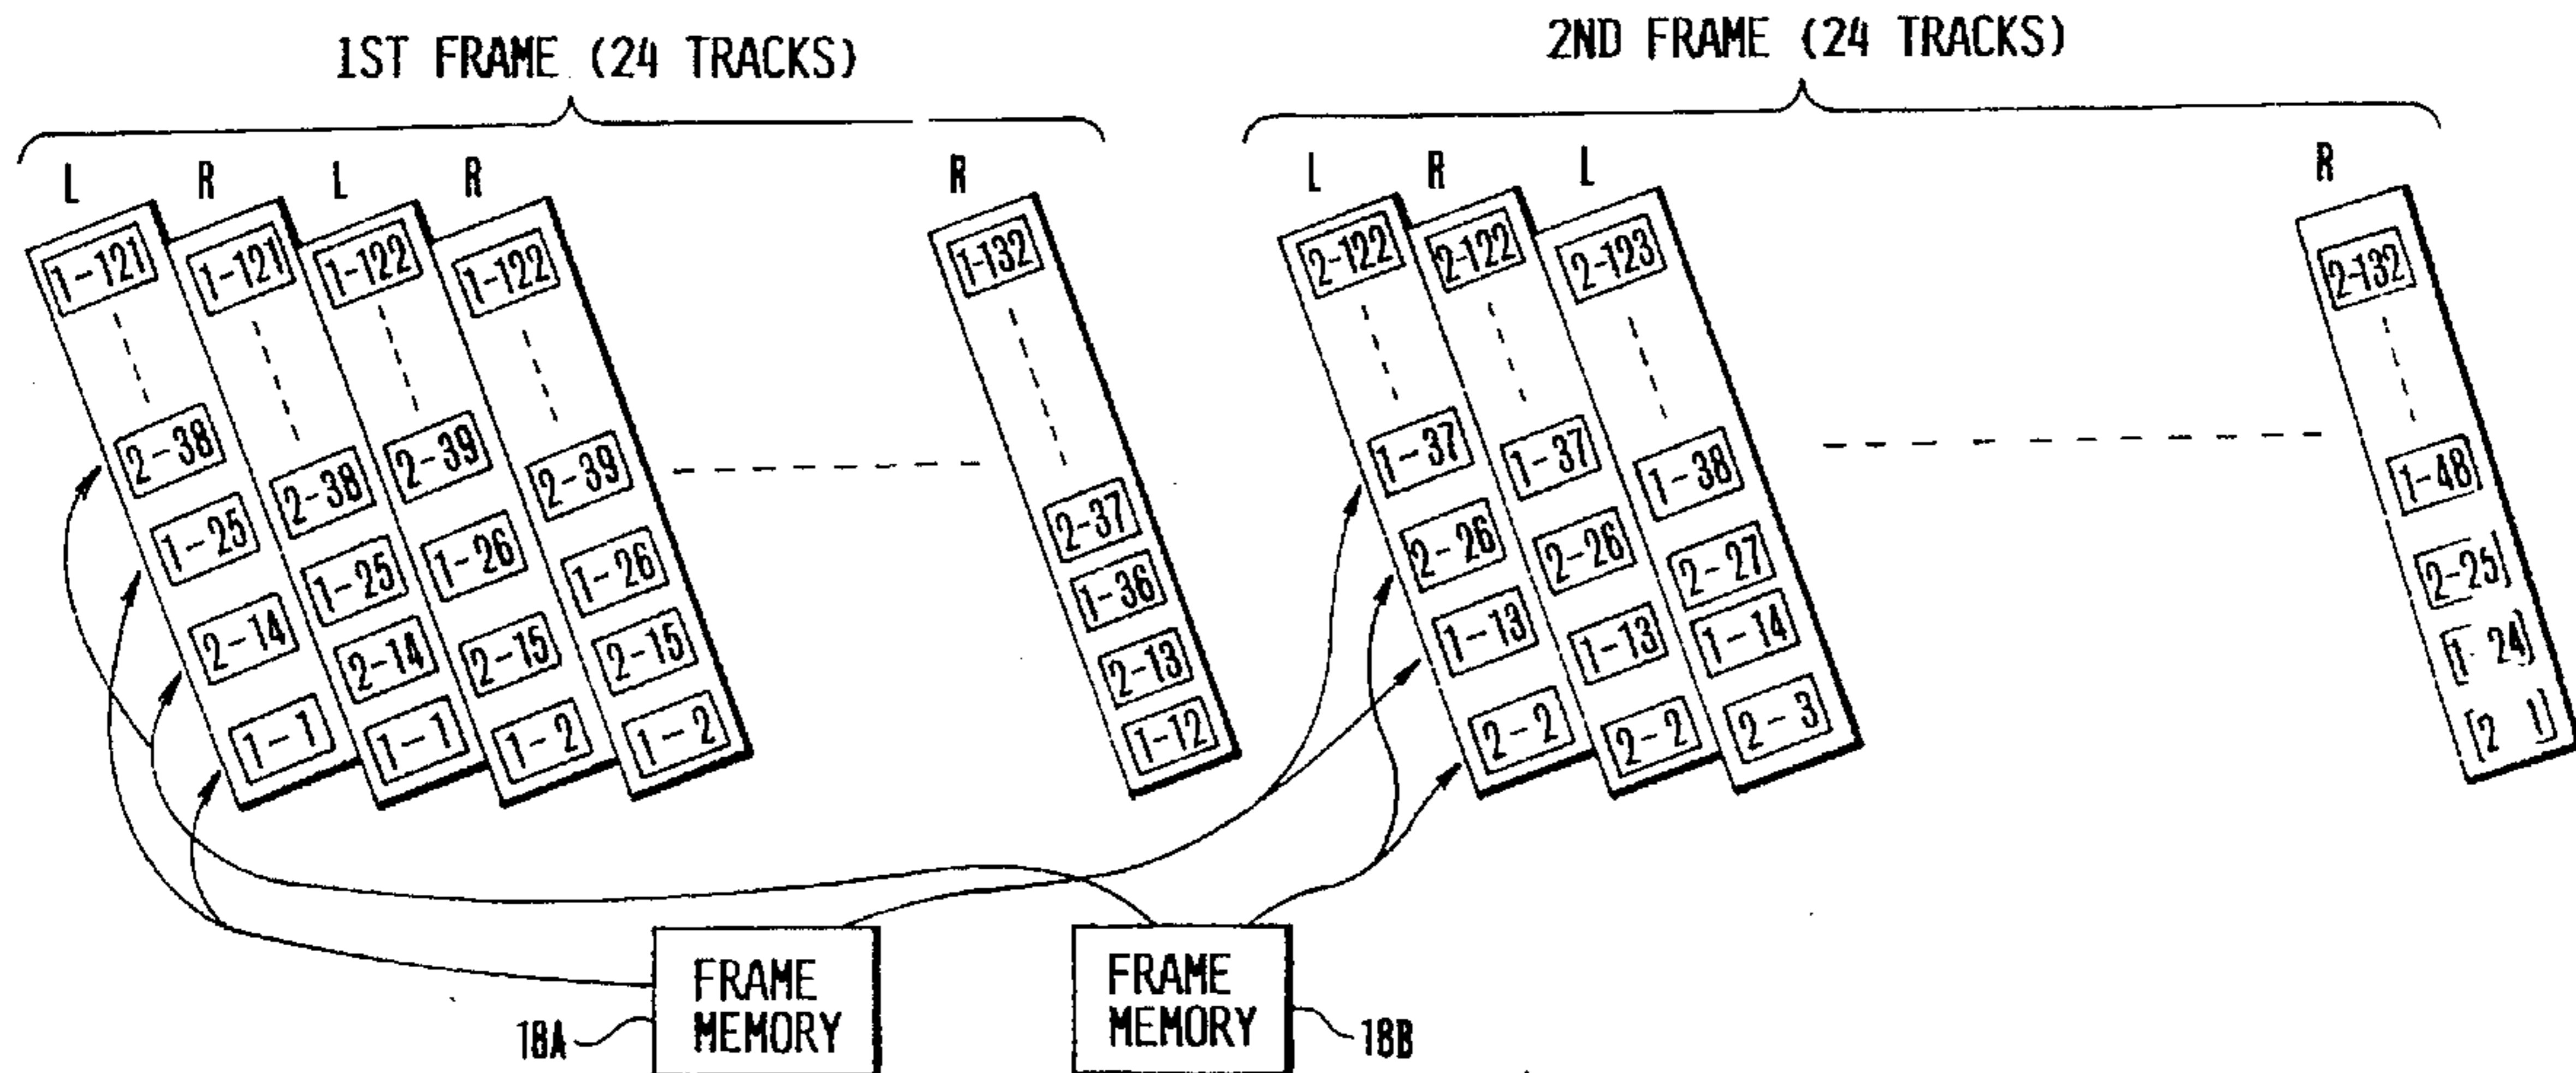 1ST FRAME (24 TRACKS)
2ND FRAME (24 TRACKS)
L R L R R
L R L R
1-121 1-121 1-122 1-122 1-132
2-122 2-122 2-123 2-132
2-38 2-38 2-39 2-39 2-37
1-37 1-37 1-38 1-48
1-25 1-25 1-26 1-26 1-36
2-26 2-26 2-27 2-25
2-14 2-14 2-15 2-15 2-13
1-13 1-13 1-14 1-24
1-1 1-1 1-2 1-2 1-12
2-2 2-2 2-3 2 1
FRAME
MEMORY
18A
FRAME
MEMORY
18B